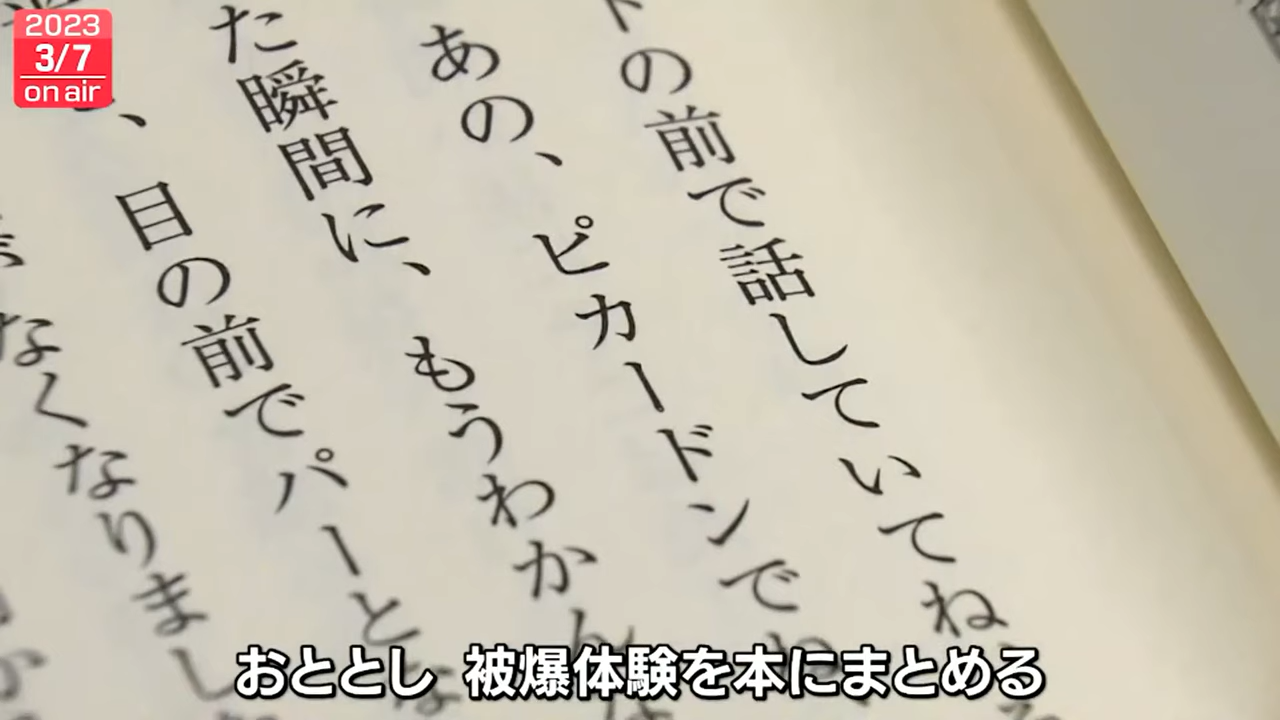 2023
3/7
on air
の前で話していてね
あの、ピカードンで
た瞬間に、もうわかん
、目の前でパーとな
なくなりまし
おととし 被爆体験を本にまとめる